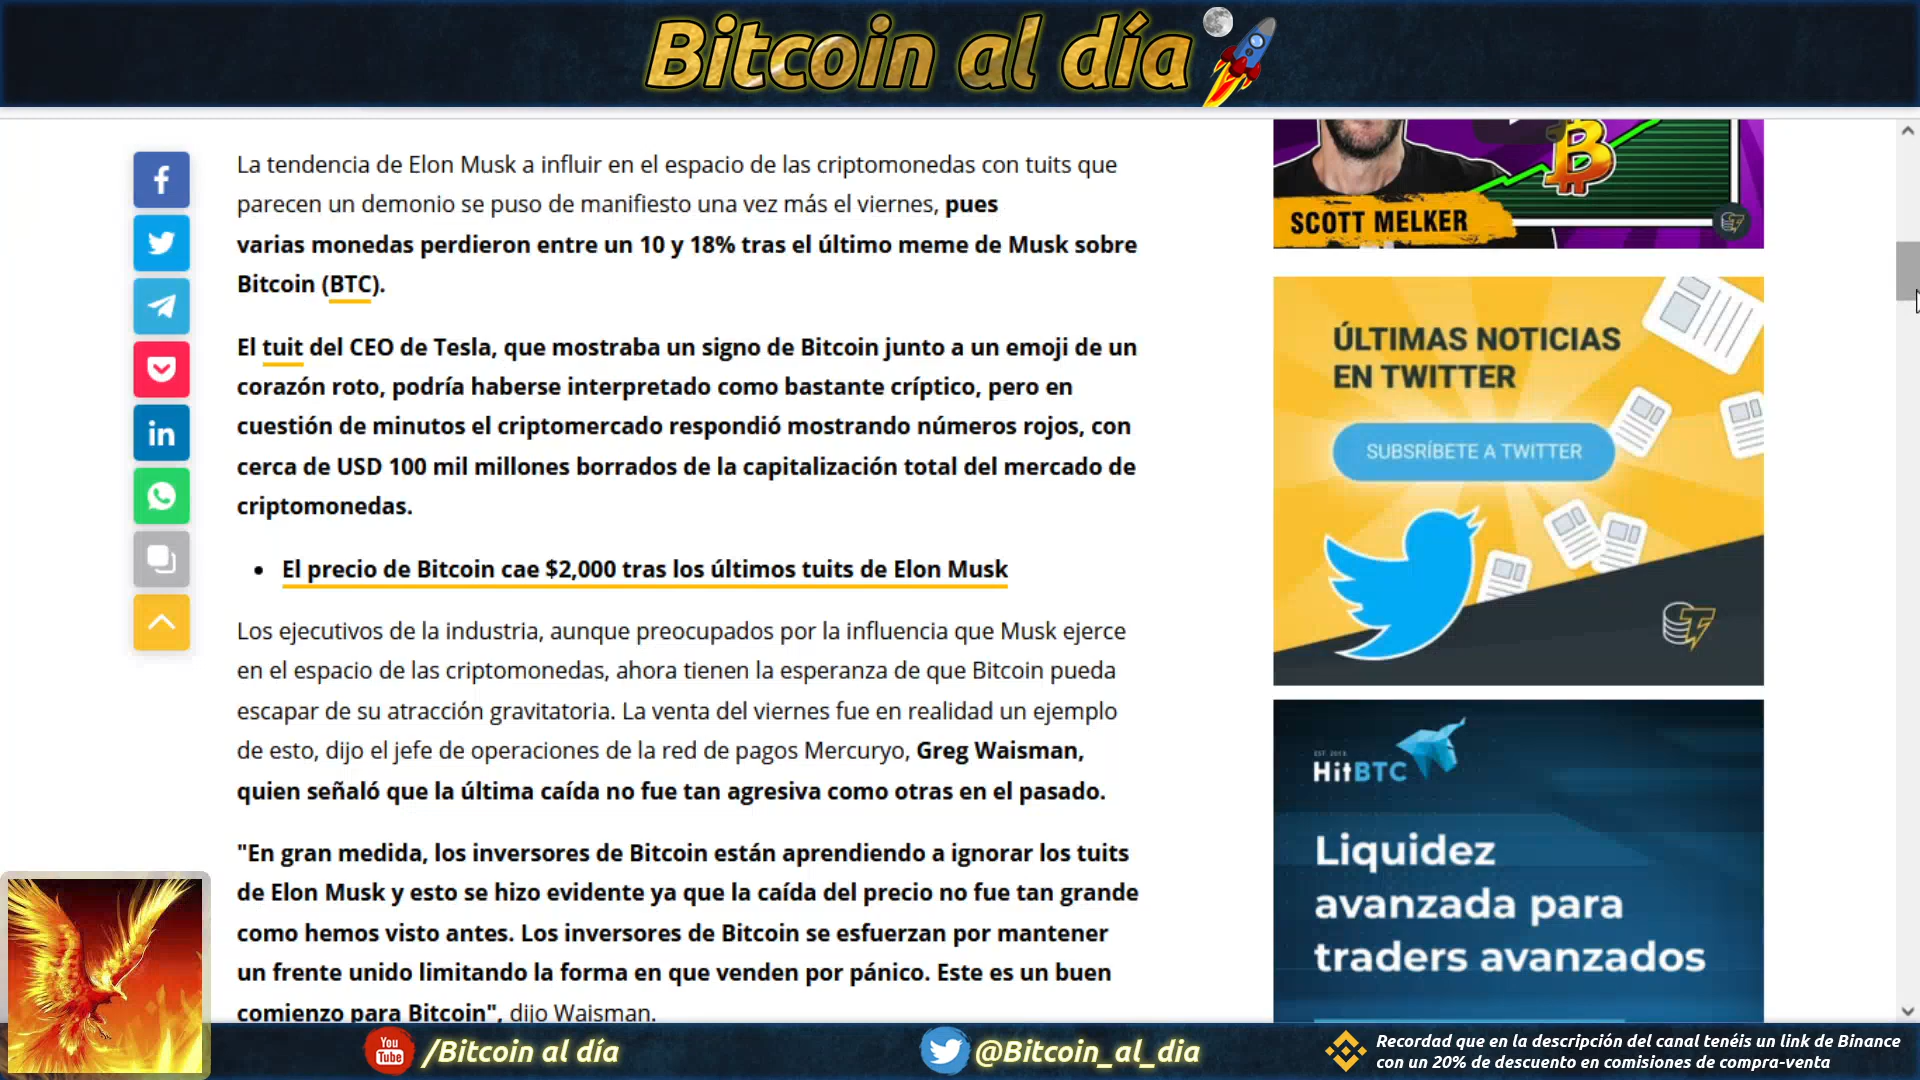 Bitcoin al día
La tendencia de Elon Musk a influir en el espacio de las criptomonedas con tuits que
parecen un demonio se puso de manifiesto una vez más el viernes, pues
varias monedas perdieron entre un 10 y 18% tras el último meme de Musk sobre
Bitcoin (BTC).
El tuit del CEO de Tesla, que mostraba un signo de Bitcoin junto a un emoji de un
corazón roto, podría haberse interpretado como bastante críptico, pero en
cuestión de minutos el criptomercado respondió mostrando números rojos, con
cerca de USD 100 mil millones borrados de la capitalización total del mercado de
criptomonedas.
• El precio de Bitcoin cae $2,000 tras los últimos tuits de Elon Musk
Los ejecutivos de la industria, aunque preocupados por la influencia que Musk ejerce
en el espacio de las criptomonedas, ahora tienen la esperanza de que Bitcoin pueda
escapar de su atracción gravitatoria. La venta del viernes fue en realidad un ejemplo
de esto, dijo el jefe de operaciones de la red de pagos Mercuryo, Greg Waisman,
quien señaló que la última caída no fue tan agresiva como otras en el pasado.
"En gran medida, los inversores de Bitcoin están aprendiendo a ignorar los tuits
de Elon Musk y esto se hizo evidente ya que la caída del precio no fue tan grande
como hemos visto antes. Los inversores de Bitcoin se esfuerzan por mantener
un frente unido limitando la forma en que venden por pánico. Este es un buen
comienzo para Bitcoin", dijo Waisman.
SCOTT MELKER
ÚLTIMAS NOTICIAS
EN TWITTER
SUBSRÍBETE A TWITTER
EST. 2013
HitBTC
Liquidez
avanzada para
traders avanzados
You
Tube
/Bitcoin al día
@Bitcoin_al_dia
Recordad que en la descripción del canal tenéis un link de Binance
con un 20% de descuento en comisiones de compra-venta